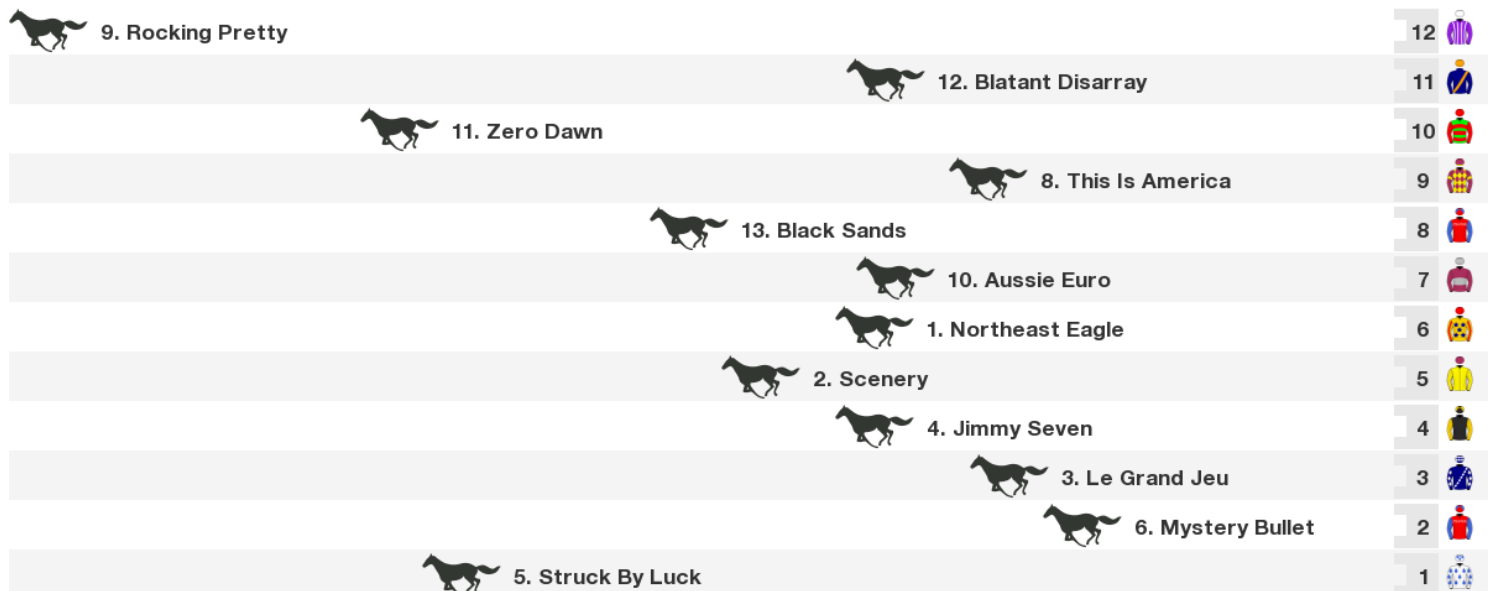 9. Rocking Pretty 12
12. Blatant Disarray 11
11. Zero Dawn 10
8. This Is America 9
13. Black Sands 8
10. Aussie Euro 7
1. Northeast Eagle 6
2. Scenery 5
4. Jimmy Seven 4
3. Le Grand Jeu 3
6. Mystery Bullet 2
5. Struck By Luck 1